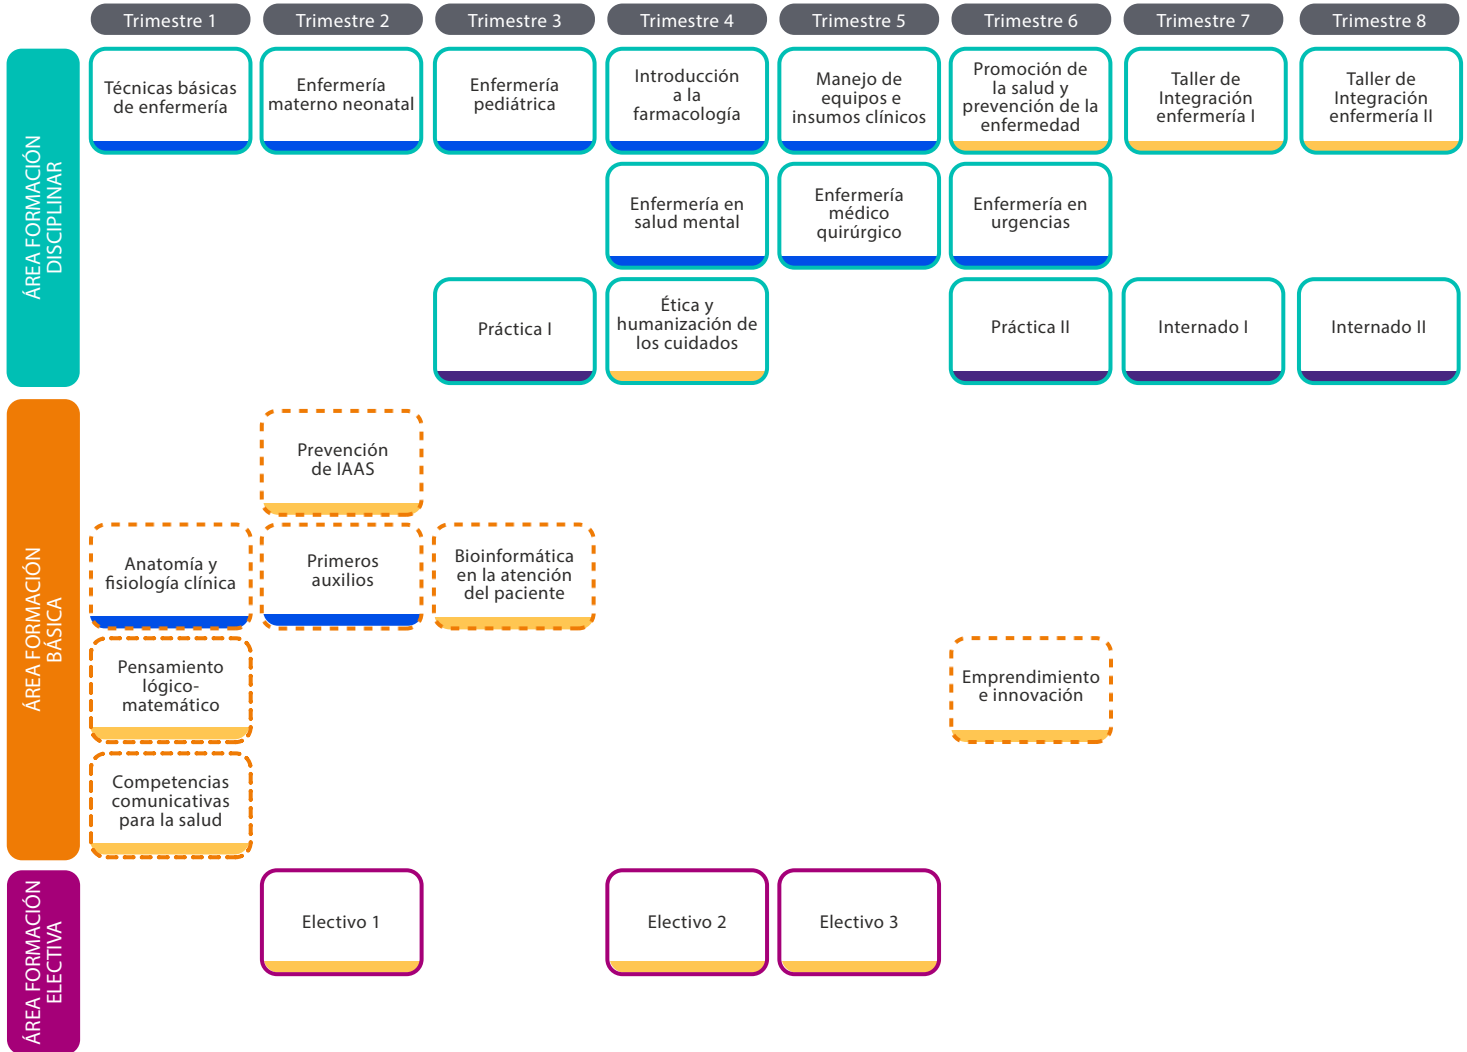 Trimestre 1
Trimestre 2
Trimestre 3
Trimestre 4
Trimestre 5
Trimestre 6
Trimestre 7
Trimestre 8
ÁREA FORMACIÓN
DISCIPLINAR
Técnicas básicas
de enfermería
Enfermería
materno neonatal
Enfermería
pediátrica
Introducción
a la
farmacología
Manejo de
equipos e
insumos clínicos
Promoción de
la salud y
prevención de la
enfermedad
Taller de
Integración
enfermería I
Taller de
Integración
enfermería II
Enfermería en
salud mental
Enfermería
médico
quirúrgico
Enfermería en
urgencias
Práctica I
Ética y
humanización de
los cuidados
Práctica II
Internado I
Internado II
ÁREA FORMACIÓN
BÁSICA
Prevención
de IAAS
Anatomía y
fisiología clínica
Primeros
auxilios
Bioinformática
en la atención
del paciente
Pensamiento
lógico-
matemático
Emprendimiento
e innovación
Competencias
comunicativas
para la salud
ÁREA FORMACIÓN
ELECTIVA
Electivo 1
Electivo 2
Electivo 3